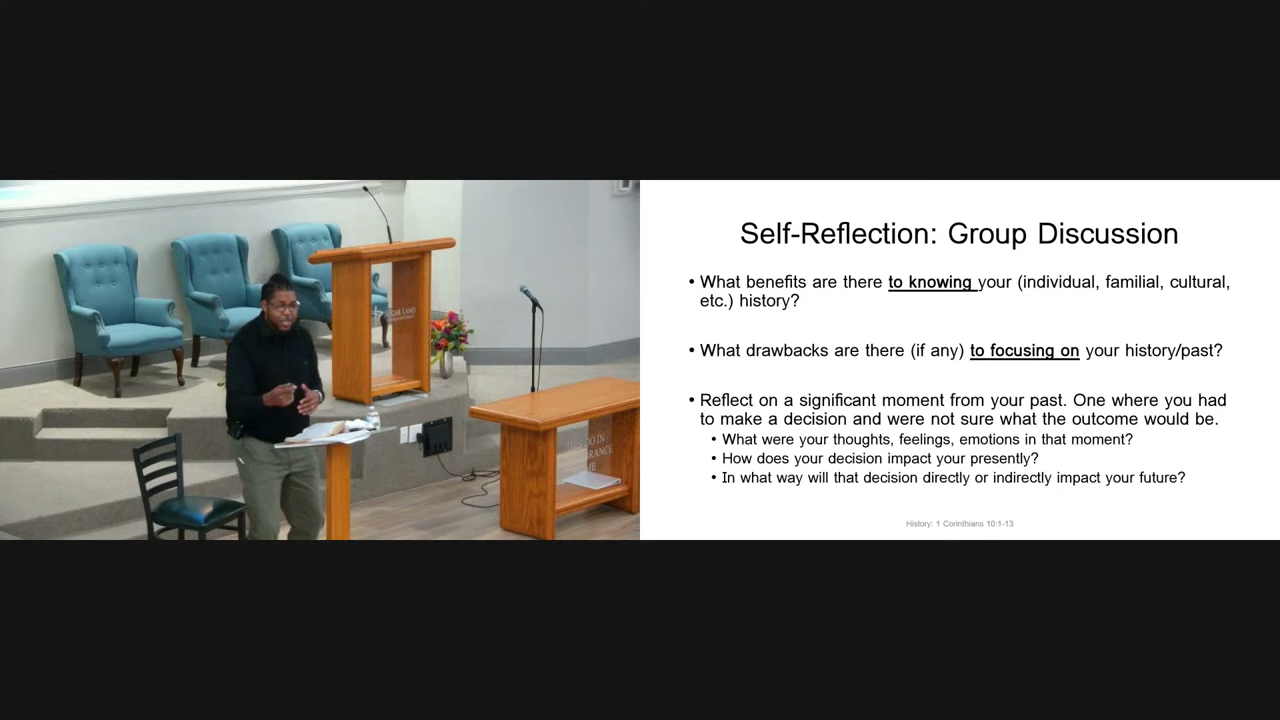 Self-Reflection: Group Discussion
• What benefits are there to knowing your (individual, familial, cultural,
etc.) history?
• What drawbacks are there (if any) to focusing on your history/past?
• Reflect on a significant moment from your past. One where you had
to make a decision and were not sure what the outcome would be.
• What were your thoughts, feelings, emotions in that moment?
• How does your decision impact your presently?
• In what way will that decision directly or indirectly impact your future?
History: 1 Corinthians 10:1-13
SUGAR LAND
DO IN